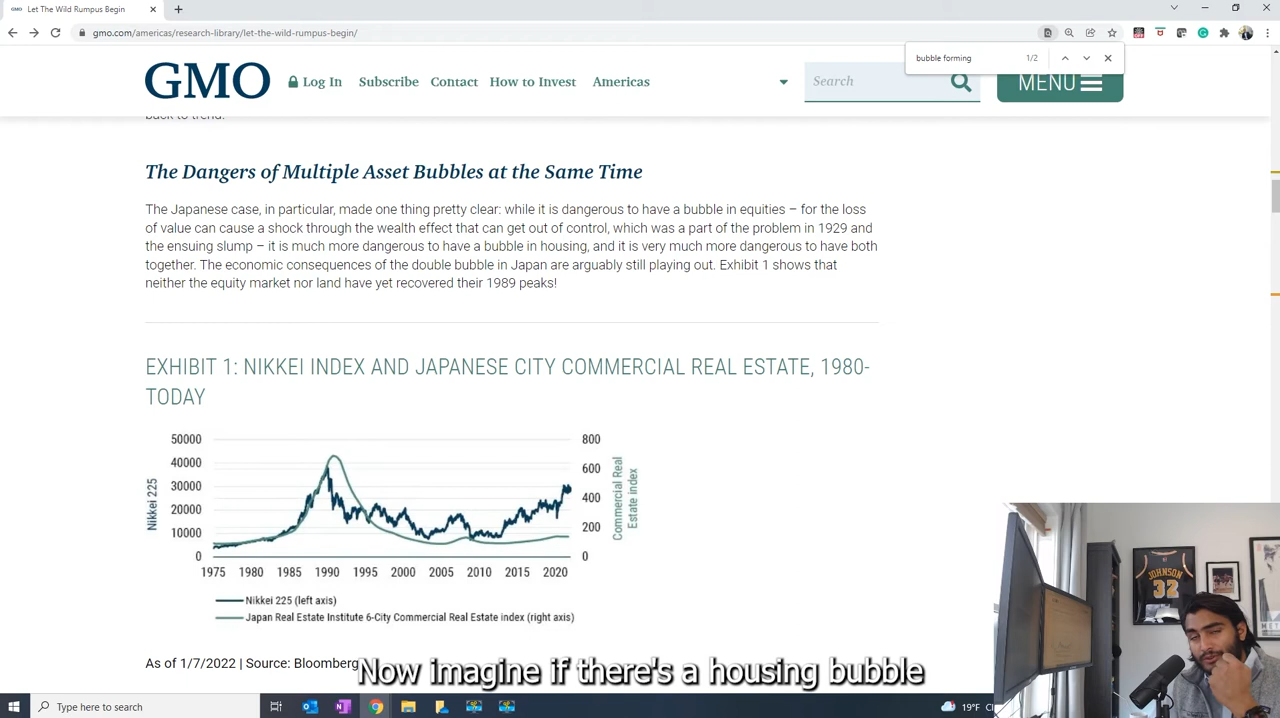 GMO Let The Wild Rumpus Begin
gmo.com/americas/research-library/let-the-wild-rumpus-begin/
bubble forming 1/2
GMO Log In Subscribe Contact How to Invest Americas Search MENU
back to trend.
The Dangers of Multiple Asset Bubbles at the Same Time
The Japanese case, in particular, made one thing pretty clear: while it is dangerous to have a bubble in equities – for the loss
of value can cause a shock through the wealth effect that can get out of control, which was a part of the problem in 1929 and
the ensuing slump – it is much more dangerous to have a bubble in housing, and it is very much more dangerous to have both
together. The economic consequences of the double bubble in Japan are arguably still playing out. Exhibit 1 shows that
neither the equity market nor land have yet recovered their 1989 peaks!
EXHIBIT 1: NIKKEI INDEX AND JAPANESE CITY COMMERCIAL REAL ESTATE, 1980-
TODAY
50000 800
40000 600
30000 400
20000 200
10000 0
0
Nikkei 225
Commercial Real
Estate index
1975 1980 1985 1990 1995 2000 2005 2010 2015 2020
Nikkei 225 (left axis)
Japan Real Estate Institute 6-City Commercial Real Estate index (right axis)
As of 1/7/2022 | Source: Bloomberg
Now imagine if there's a housing bubble
JOHNSON
32
Type here to search
19°F